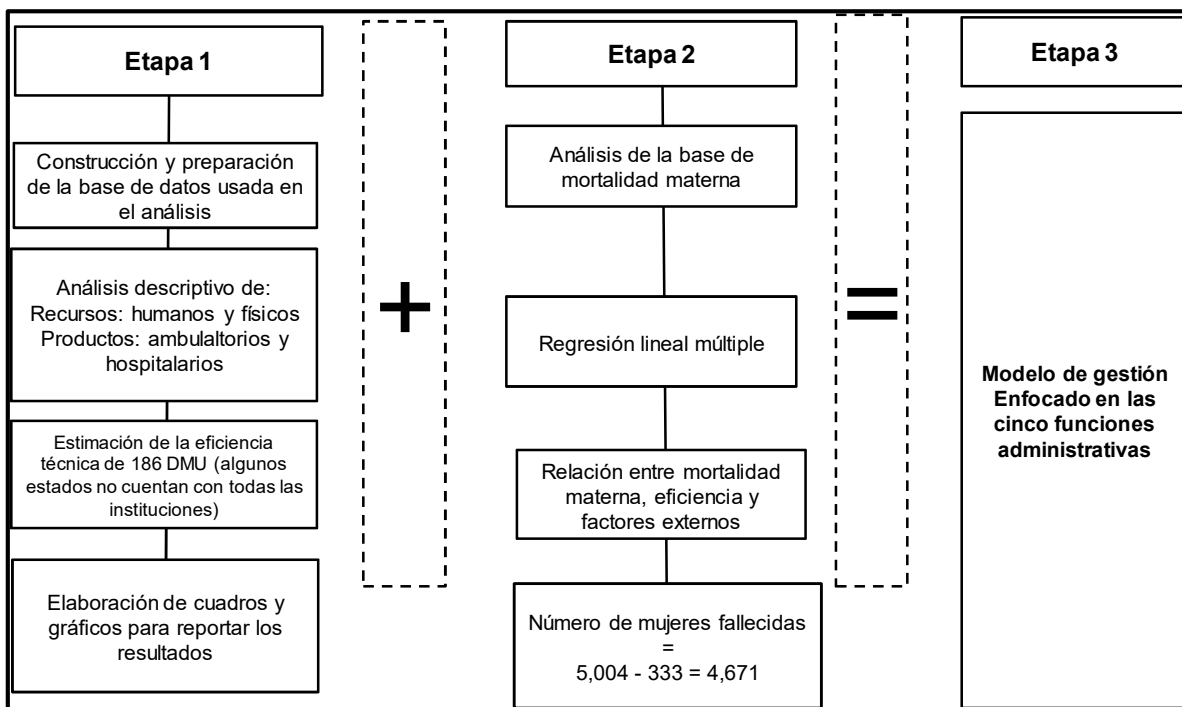 Etapa 1
Construcción y preparación
de la base de datos usada en
el análisis
Análisis descriptivo de:
Recursos: humanos y físicos
Productos: ambulaltorios y
hospitalarios
Estimación de la eficiencia
técnica de 186 DMU (algunos
estados no cuentan con todas las
instituciones)
Elaboración de cuadros y
gráficos para reportar los
resultados
+
Etapa 2
Análisis de la base de
mortalidad materna
Regresión lineal múltiple
Relación entre mortalidad
materna, eficiencia y
factores externos
Número de mujeres fallecidas
=
5,004 - 333 = 4,671
=
Etapa 3
Modelo de gestión
Enfocado en las
cinco funciones
administrativas